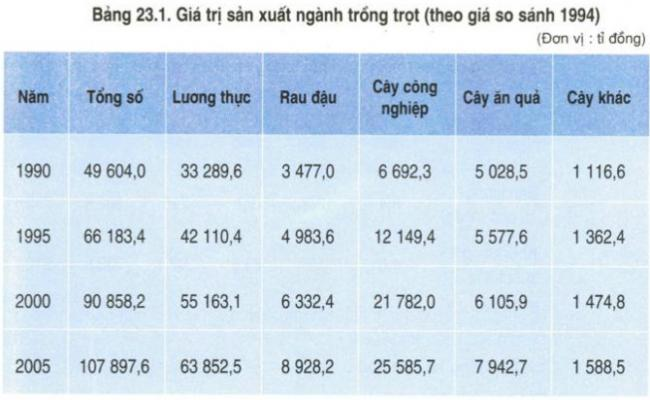 Bảng 23.1. Giá trị sản xuất ngành trồng trọt (theo giá so sánh 1994)
(Đơn vị : tỉ đồng)
Năm Tổng số Lương thực Rau đậu Cây công nghiệp Cây ăn quả Cây khác
1990 49 604,0 33 289,6 3 477,0 6 692,3 5 028,5 1 116,6
1995 66 183,4 42 110,4 4 983,6 12 149,4 5 577,6 1 362,4
2000 90 858,2 55 163,1 6 332,4 21 782,0 6 105,9 1 474,8
2005 107 897,6 63 852,5 8 928,2 25 585,7 7 942,7 1 588,5